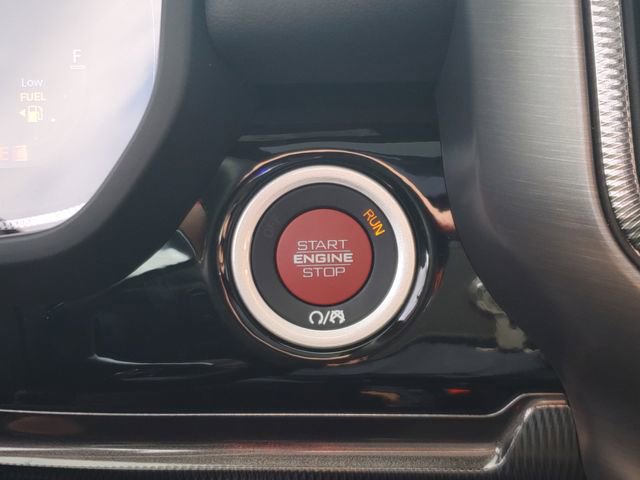 F
Low
FUEL
E
RUN
START
ENGINE
STOP